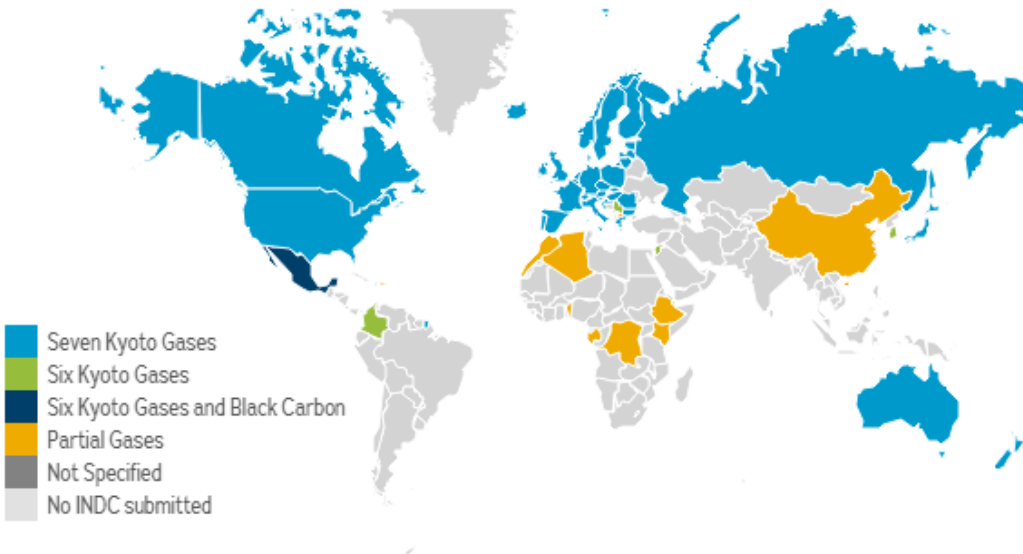 Seven Kyoto Gases
Six Kyoto Gases
Six Kyoto Gases and Black Carbon
Partial Gases
Not Specified
No INDC submitted